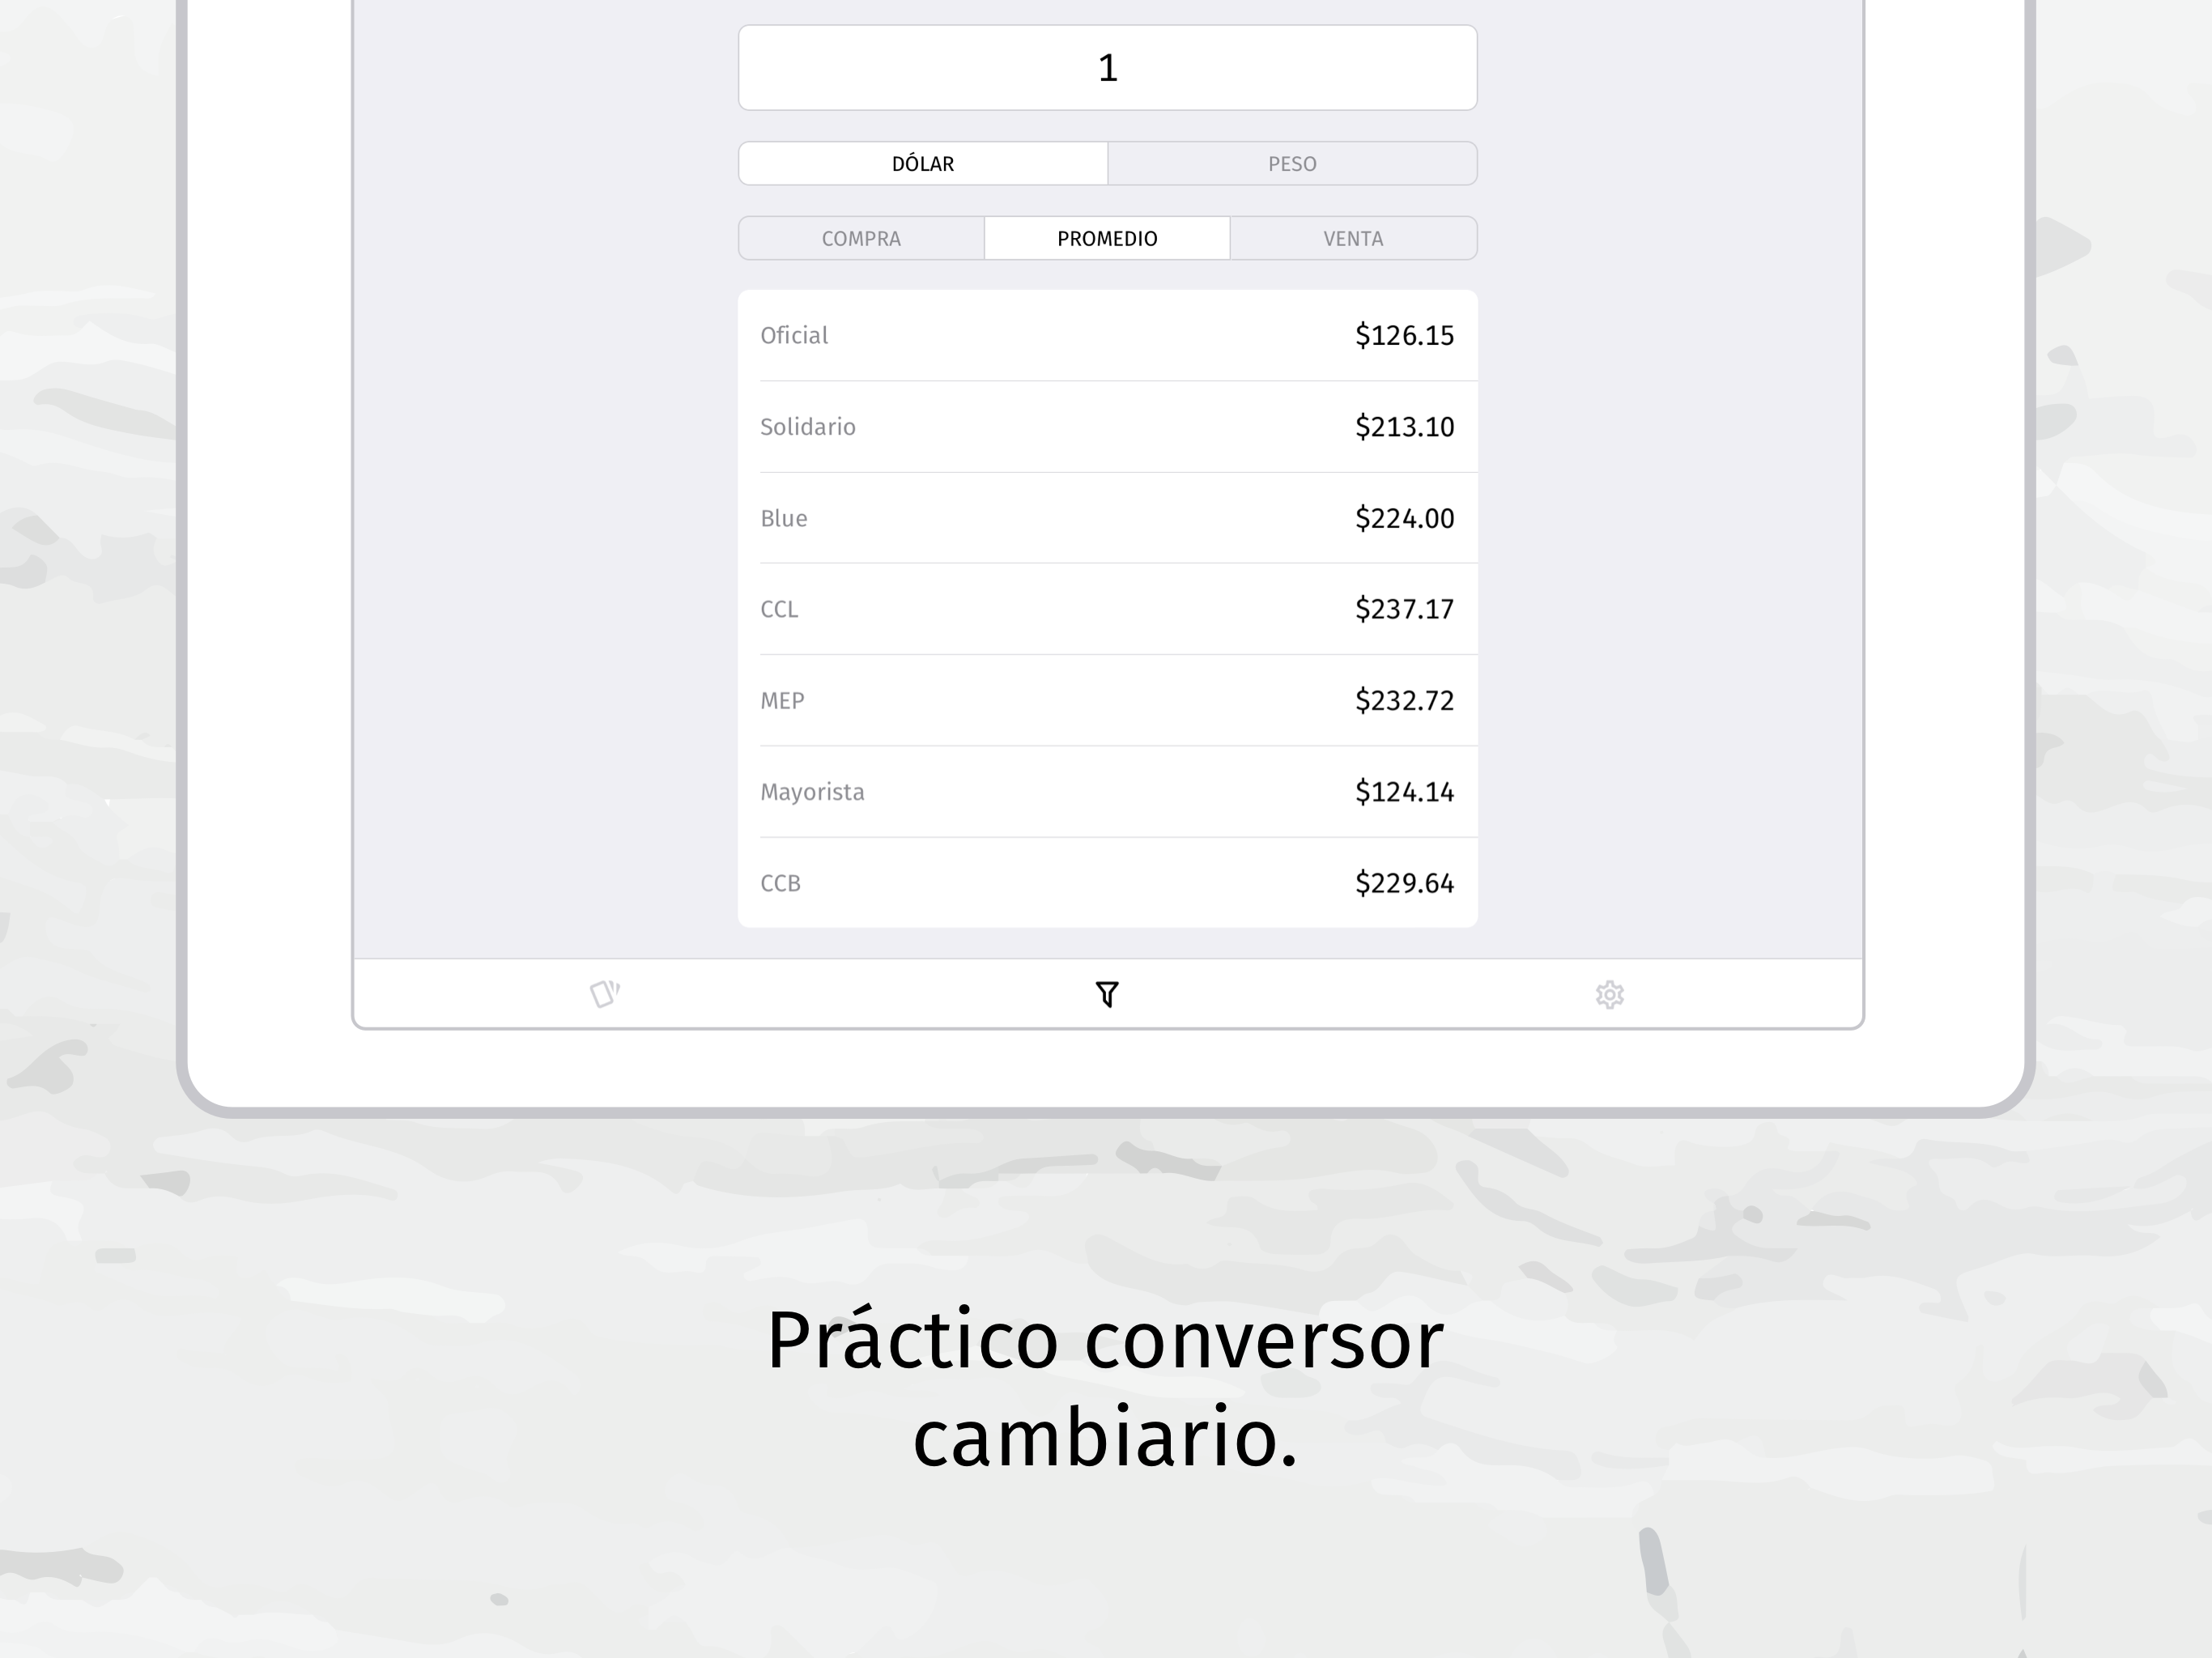 1
DÓLAR PESO
COMPRA PROMEDIO VENTA
Oficial $126.15
Solidario $213.10
Blue $224.00
CCL $237.17
MEP $232.72
Mayorista $124.14
CCB $229.64
Práctico conversor
cambiario.